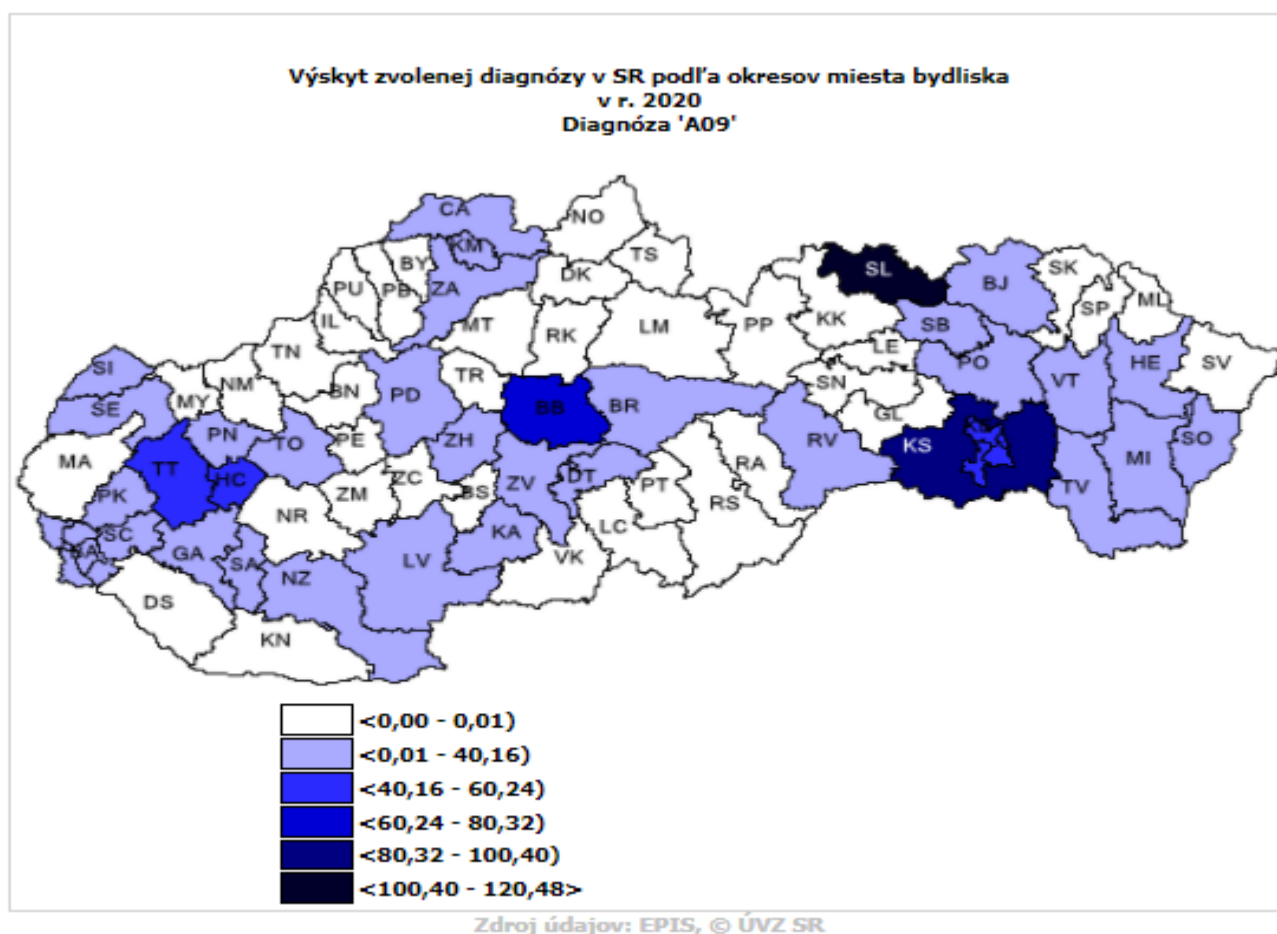 Výskyt zvolenej diagnózy v SR podľa okresov miesta bydliska
v r. 2020
Diagnóza 'A09'
CA
NO
KM
TS
BY
DK
PU
PB
ZA
IL
MT
RK
LM
PP
KK
SL
BJ
SK
SP
ML
SB
TN
LE
PO
HE
SV
SI
NM
BN
PD
TR
SN
VT
MY
SE
BB
BR
GL
PN
TO
PE
ZH
RV
KS
SO
MA
TT
HC
ZC
RA
MI
PK
ZM
BS
ZV
DT
PT
TV
NR
RS
SC
LC
KA
BA
GA
SA
LV
VK
NZ
DS
KN
<0,00 - 0,01)
<0,01 - 40,16)
<40,16 - 60,24)
<60,24 - 80,32)
<80,32 - 100,40)
<100,40 - 120,48>
Zdroj údajov: EPIS, © ÚVZ SR